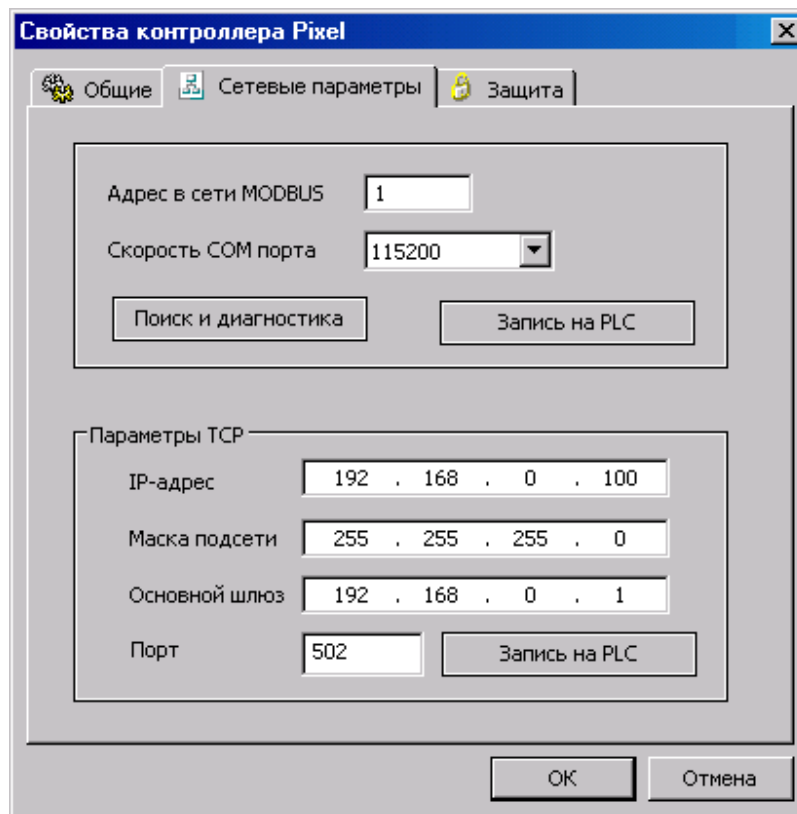 Свойства контроллера Pixel
Общие Сетевые параметры Защита
Адрес в сети MODBUS 1
Скорость COM порта 115200
Поиск и диагностика Запись на PLC
Параметры TCP
IP-адрес 192 . 168 . 0 . 100
Маска подсети 255 . 255 . 255 . 0
Основной шлюз 192 . 168 . 0 . 1
Порт 502 Запись на PLC
OK Отмена